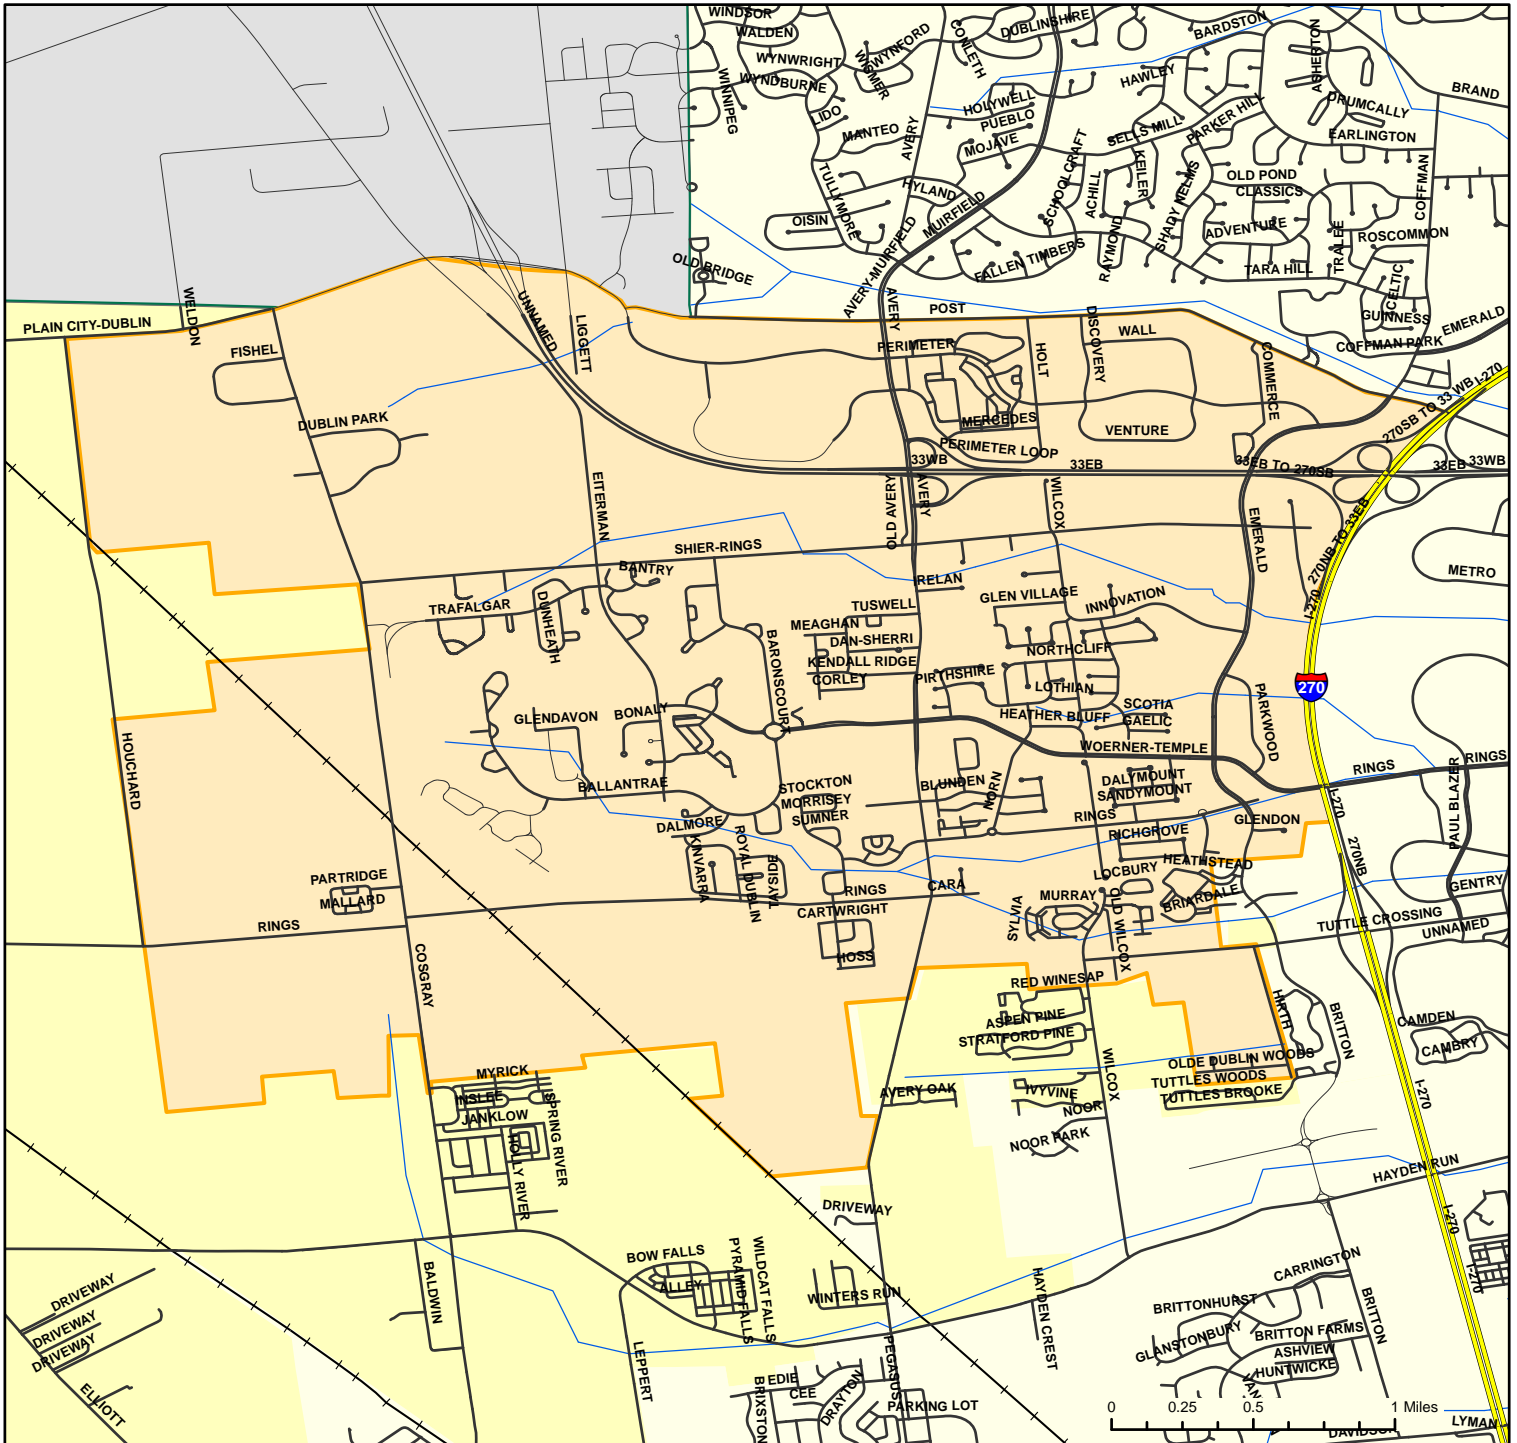 WINDSOR
WALDEN
WYNWRIGHT
WYNDBURNE
WINNIPEG
WISMER
WYNFORD
CONLETH
DUBLINSHIRE
BARDSTON
ASHERTON
HAWLEY
DRUMCALLY
BRAND
LIDO
MANTEO
AVERY
HOLYWELL
PUEBLO
MOJAVE
SELLS MILL
PARKER HILL
EARLINGTON
SCHOOLCRAFT
ACHILL
KEILER
SHADY NELMS
OLD POND
CLASSICS
COFFMAN
TULLYMORE
HYLAND
MUIRFIELD
OISIN
ADVENTURE
TRALEE
ROSCOMMON
RAYMOND
FALLEN TIMBERS
TARA HILL
CELTIC
OLD BRIDGE
AVERY-MUIRFIELD
AVERY
POST
GUINNESS
EMERALD
COFFMAN PARK
WELDON
PLAIN CITY-DUBLIN
UNNAMED
LIGGETT
FISHEL
PERIMETER
HOLT
DISCOVERY
WALL
COMMERCE
DUBLIN PARK
MERCEDES
PERIMETER LOOP
VENTURE
270SB TO 33 WB
I-270
33WB
33EB
33EB TO 270SB
33EB
33WB
EITERMAN
OLD AVERY
AVERY
WILCOX
EMERALD
270NB TO 33EB
I-270
METRO
SHIER-RINGS
BANTRY
IRELAN
TRAFALGAR
DUNHEATH
TUSWELL
GLEN VILLAGE
INNOVATION
MEAGHAN
DAN-SHERRI
BARONSCOURT
KENDALL RIDGE
CORLEY
NORTHCLIFF
PIRTHSHIRE
LOTHIAN
270
PARKWOOD
GLENDAVON
BONALY
HEATHER BLUFF
SCOTIA
GAELIC
HOUCHARD
WOERNER-TEMPLE
RINGS
RINGS
PAUL BLAZER
BALLANTRAE
STOCKTON
MORRISEY
SUMNER
BLUNDEN
NORN
DALYMOUNT
SANDYMOUNT
I-270
DALMORE
KINVARRA
ROYAL DUBLIN
TAYSIDE
RINGS
RICHGROVE
GLENDON
270NB
PARTRIDGE
MALLARD
RINGS
CARA
LOCBURY
HEATHSTEAD
GENTRY
RINGS
CARTWRIGHT
HOSS
SYLVIA
MURRAY
OLD WILCOX
BRIARDALE
TUTTLE CROSSING
UNNAMED
COSGRAY
RED WINESAP
ASPEN PINE
STRATFORD PINE
HIRTH
BRITTON
CAMDEN
CAMBRY
MYRICK
INSLEE
JANKLOW
SPRING RIVER
HOLLY RIVER
AVERY OAK
IVYVINE
NOOR
NOOR PARK
WILCOX
OLDE DUBLIN WOODS
TUTTLES WOODS
TUTTLES BROOKE
I-270
HAYDEN RUN
DRIVEWAY
I-270
BOW FALLS
ALLEY
PYRAMID FALLS
WILDCAT FALLS
WINTERS RUN
HAYDEN CREST
CARRINGTON
I-270
BRITTONHURST
BRITTON
GLANSTONBURY
BRITTON FARMS
ASHVIEW
HUNTWICKE
DRIVEWAY
DRIVEWAY
DRIVEWAY
ELLIOTT
BALDWIN
LEPPERT
PEGASUS
EDIE
CEE
BRIXSTON
DRAYTON
PARKING LOT
0 0.25 0.5 1 Miles
LYMAN